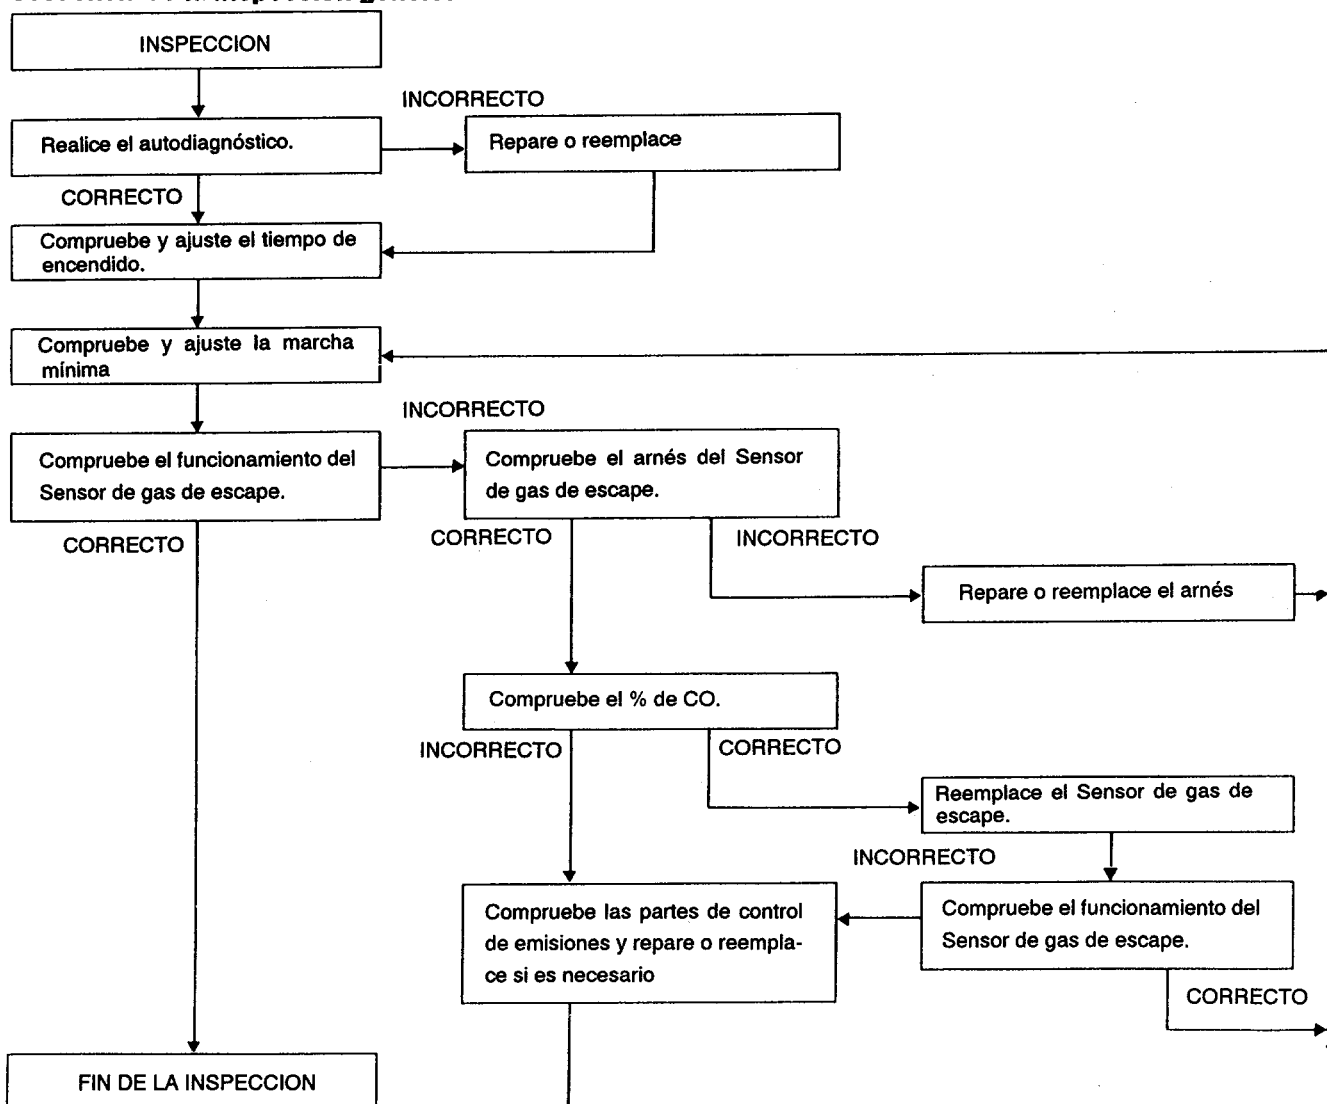 INSPECCION
INCORRECTO
Realice el autodiagnóstico.
Repare o reemplace
CORRECTO
Compruebe y ajuste el tiempo de
encendido.
Compruebe y ajuste la marcha
mínima
INCORRECTO
Compruebe el funcionamiento del
Sensor de gas de escape.
Compruebe el arnés del Sensor
de gas de escape.
CORRECTO
CORRECTO
INCORRECTO
Repare o reemplace el arnés
Compruebe el % de CO.
INCORRECTO
CORRECTO
Reemplace el Sensor de gas de
escape.
INCORRECTO
Compruebe las partes de control
de emisiones y repare o reempla-
ce si es necesario
Compruebe el funcionamiento del
Sensor de gas de escape.
CORRECTO
FIN DE LA INSPECCION